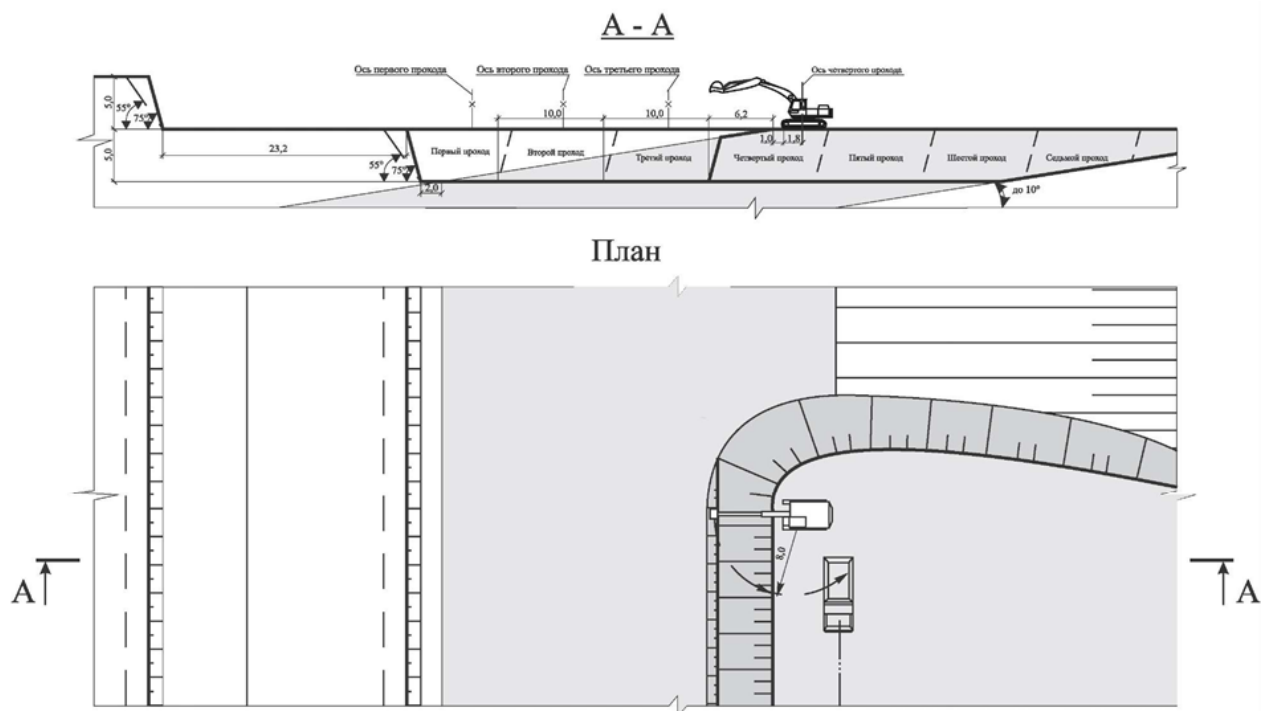 А - А
Ось первого прохода
Ось второго прохода
Ось третьего прохода
Ось четвертого прохода
5,0
55°
75°
10,0
10,0
6,2
1,0
1,8
5,0
23,2
55°
75°
2,0
Первый проход
Второй проход
Третий проход
Четвертый проход
Пятый проход
Шестой проход
Седьмой проход
до 10°
План
8,0
А
А